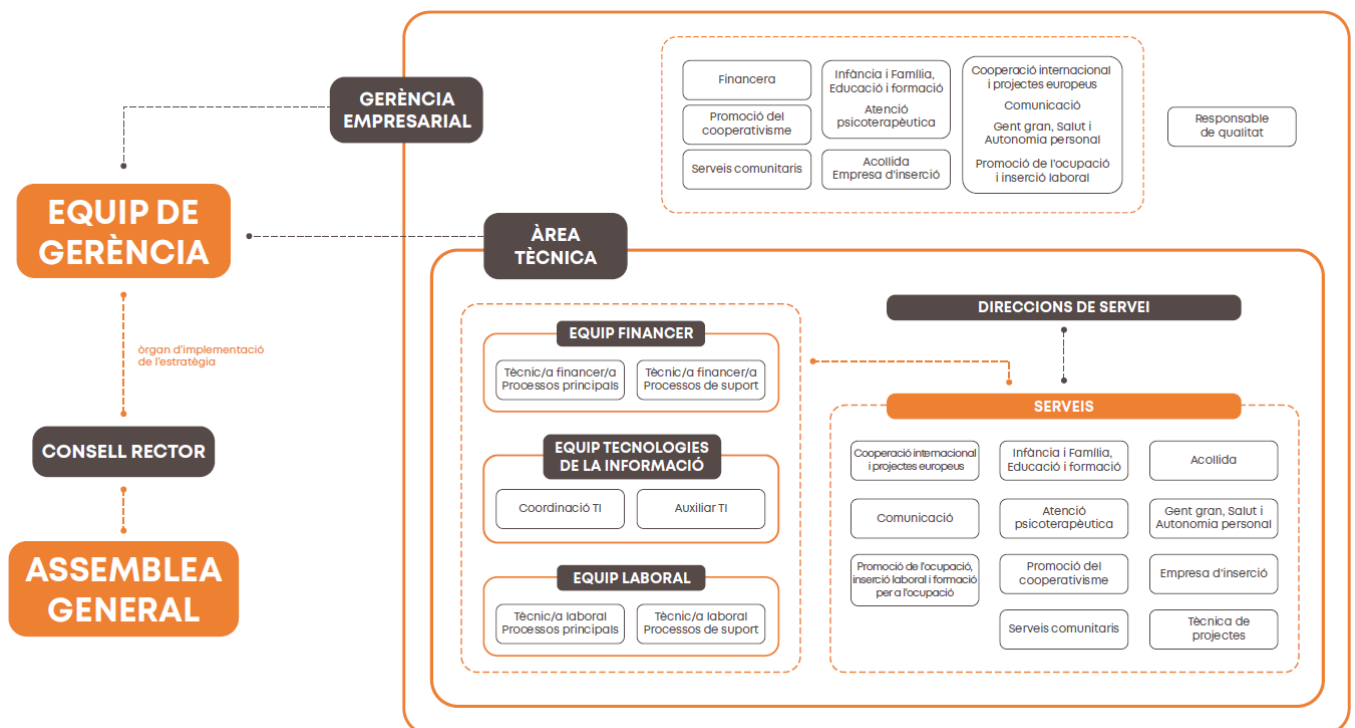 GERÈNCIA
EMPRESARIAL
Financera
Promoció del
cooperativisme
Serveis comunitaris
Infància i Família,
Educació i formació
Atenció
psicoterapèutica
Acollida
Empresa d'inserció
Cooperació internacional
i projectes europeus
Comunicació
Gent gran, Salut i
Autonomia personal
Promoció de l'ocupació
i inserció laboral
Responsable
de qualitat
EQUIP DE
GERÈNCIA
òrgan d'implementació
de l'estratègia
CONSELL RECTOR
ASSEMBLEA
GENERAL
ÀREA
TÈCNICA
EQUIP FINANCER
Tècnic/a financer/a
Processos principals
Tècnic/a financer/a
Processos de suport
EQUIP TECNOLOGIES
DE LA INFORMACIÓ
Coordinació TI
Auxiliar TI
EQUIP LABORAL
Tècnic/a laboral
Processos principals
Tècnic/a laboral
Processos de suport
DIRECCIONS DE SERVEI
SERVEIS
Cooperació internacional
i projectes europeus
Infància i Família,
Educació i formació
Acollida
Comunicació
Atenció
psicoterapèutica
Gent gran, Salut i
Autonomia personal
Promoció de l'ocupació,
inserció laboral i formació
per a l'ocupació
Promoció del
cooperativisme
Empresa d'inserció
Serveis comunitaris
Tècnica de
projectes